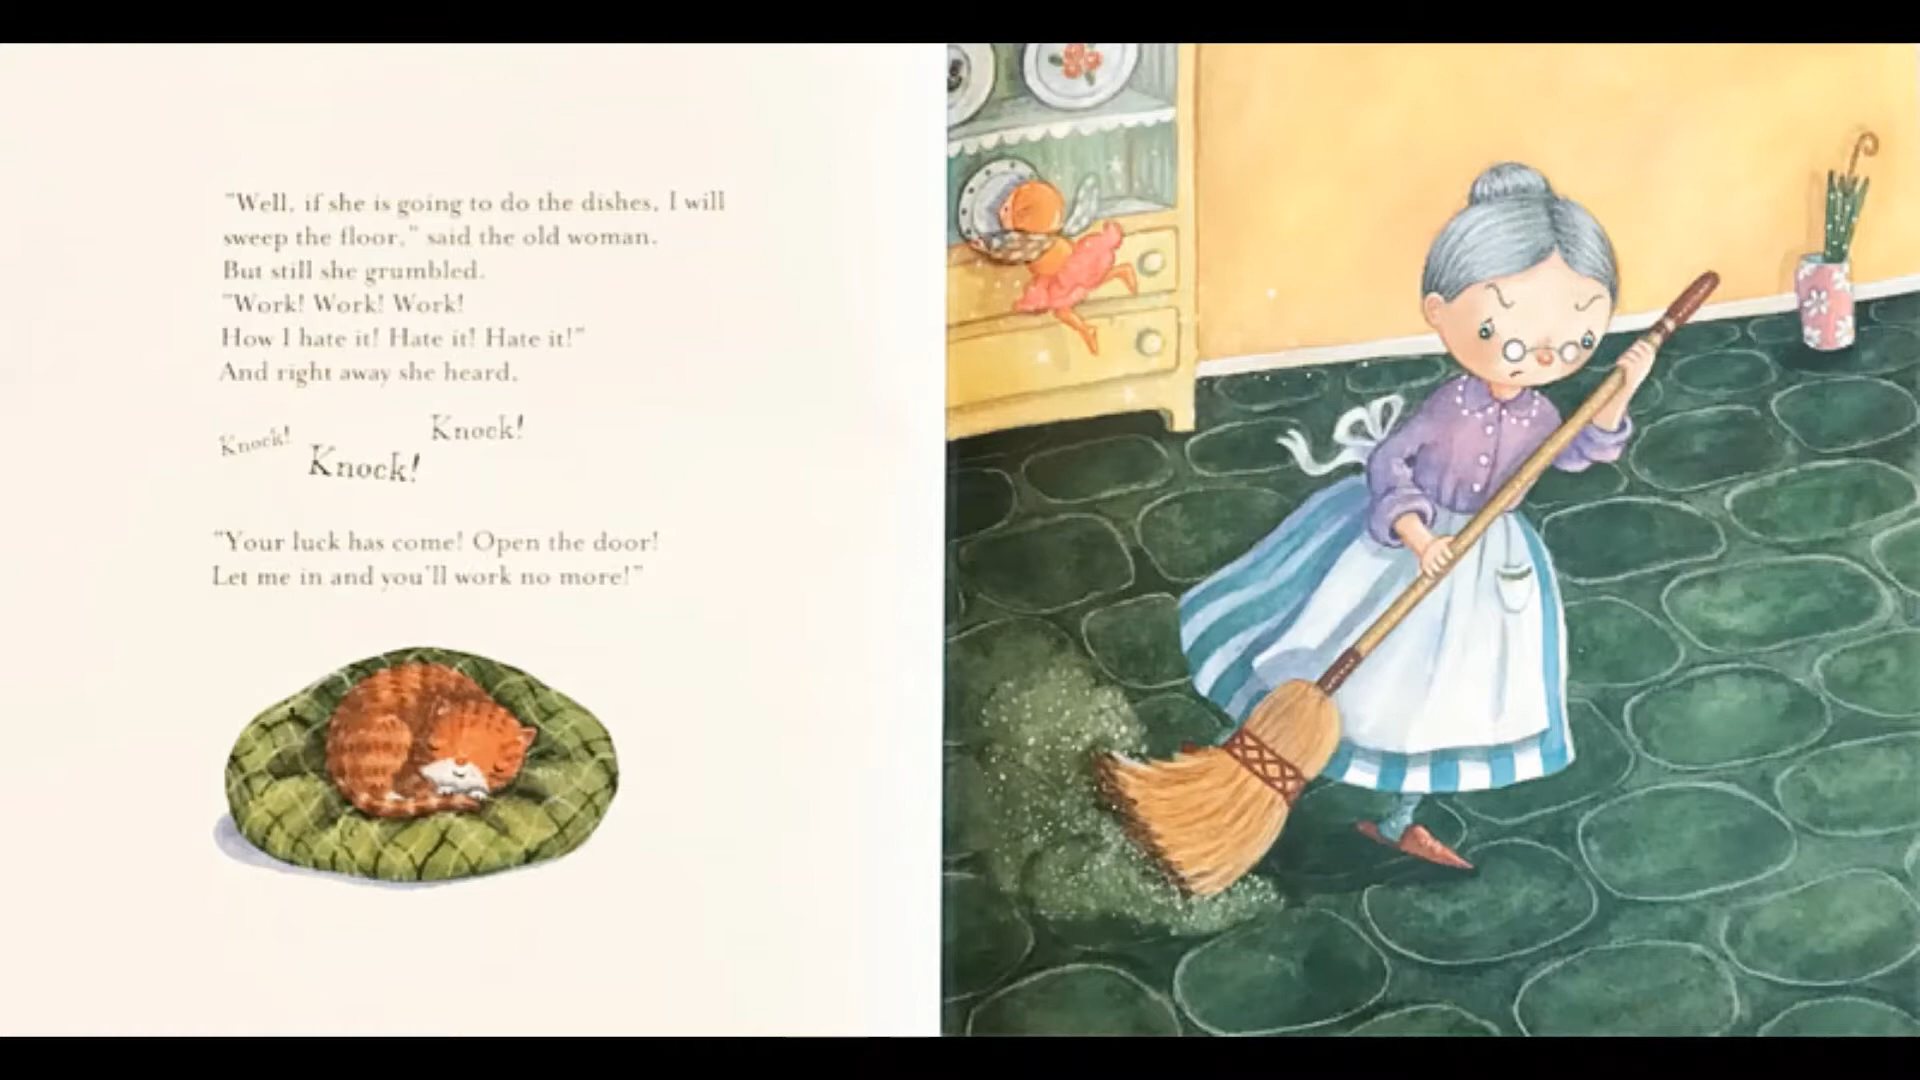 "Well, if she is going to do the dishes, I will
sweep the floor," said the old woman.
But still she grumbled.
"Work! Work! Work!
How I hate it! Hate it! Hate it!"
And right away she heard,
Knock! Knock! Knock!
"Your luck has come! Open the door!
Let me in and you'll work no more!"